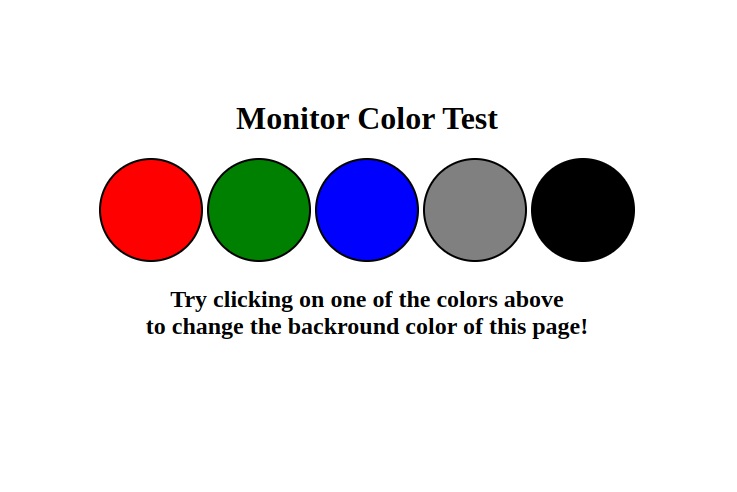 Monitor Color Test
Try clicking on one of the colors above
to change the backround color of this page!